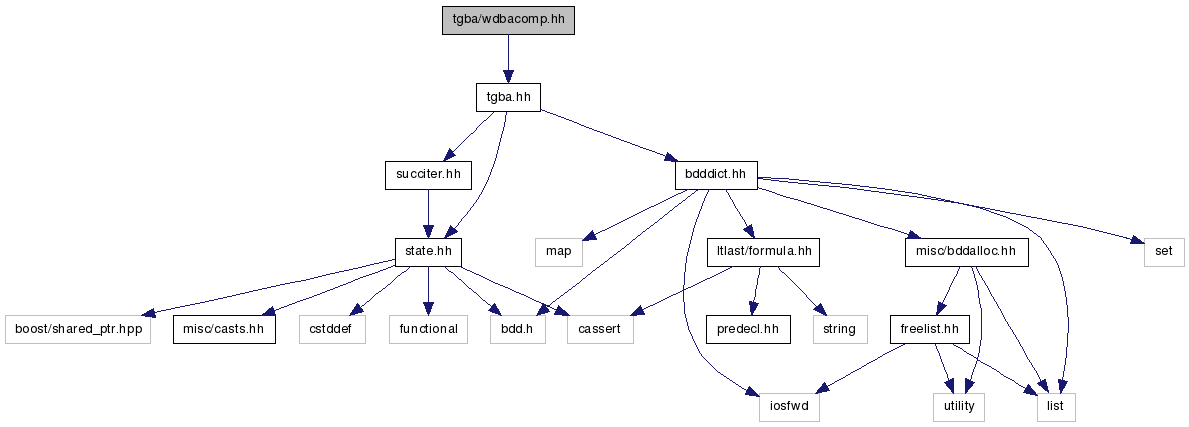 tgba/wdbacomp.hh
tgba.hh
succiter.hh
bdddict.hh
state.hh
map
ltlast/formula.hh
misc/bddalloc.hh
set
boost/shared_ptr.hpp
misc/casts.hh
cstddef
functional
bdd.h
cassert
predecl.hh
string
freelist.hh
iosfwd
utility
list